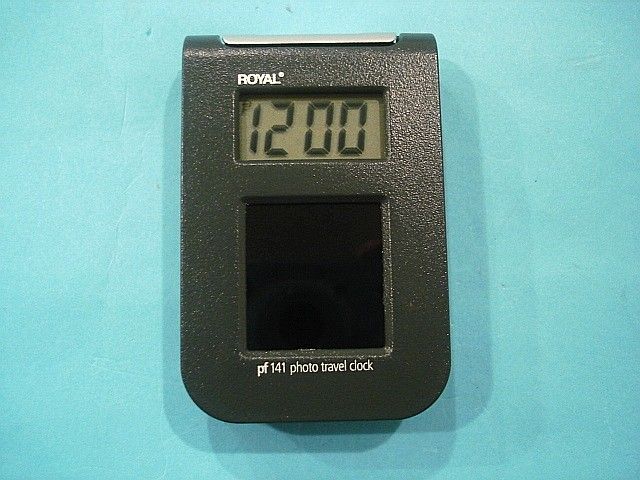 ROYAL®
P
12 00
pf 141 photo travel clock